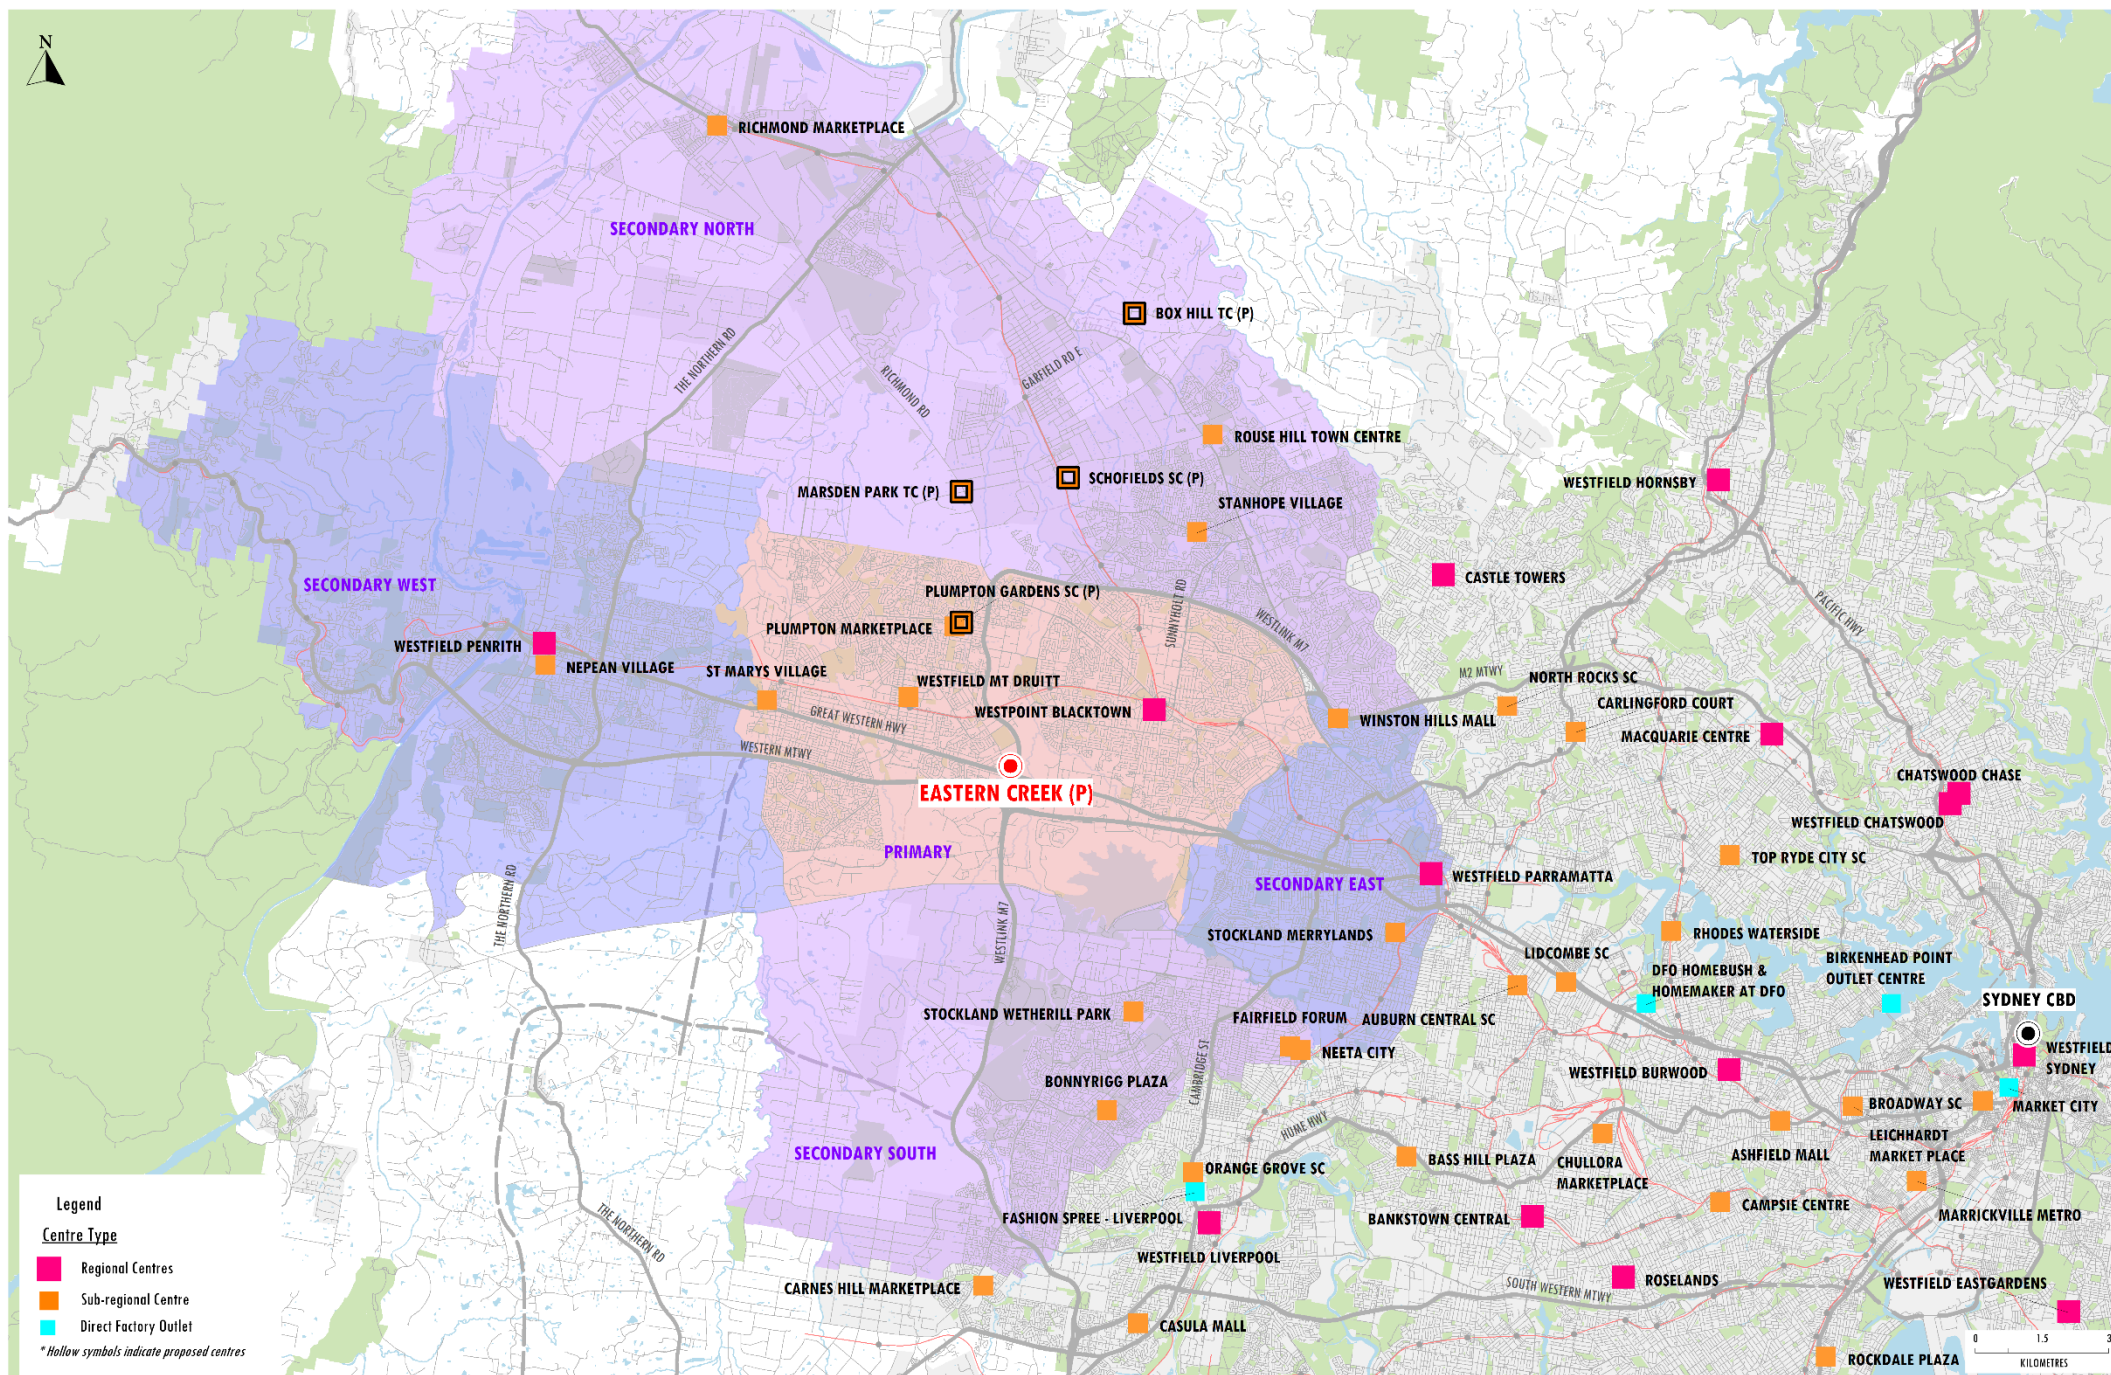 N
RICHMOND MARKETPLACE
SECONDARY NORTH
BOX HILL TC (P)
THE NORTHERN RD
GARFIELD RD E
RICHMOND RD
ROUSE HILL TOWN CENTRE
SCHOFIELDS SC (P)
WESTFIELD HORNSBY
MARSDEN PARK TC (P)
STANHOPE VILLAGE
CASTLE TOWERS
SECONDARY WEST
PLUMPTON GARDENS SC (P)
SUNNYHOLT RD
PACIFIC HWY
PLUMPTON MARKETPLACE
WESTLINK M7
WESTFIELD PENRITH
NEPEAN VILLAGE
ST MARYS VILLAGE
M2 MTWY
NORTH ROCKS SC
WESTFIELD MT DRUITT
CARLINGFORD COURT
WESTPOINT BLACKTOWN
GREAT WESTERN HWY
WINSTON HILLS MALL
MACQUARIE CENTRE
WESTERN MTWY
CHATSWOOD CHASE
EASTERN CREEK (P)
WESTFIELD CHATSWOOD
PRIMARY
TOP RYDE CITY SC
WESTFIELD PARRAMATTA
SECONDARY EAST
THE NORTHERN RD
WESTLINK M7
STOCKLAND MERRYLANDS
RHODES WATERSIDE
LIDCOMBE SC
BIRKENHEAD POINT
OUTLET CENTRE
DFO HOMEBUSH &
HOMEMAKER AT DFO
SYDNEY CBD
STOCKLAND WETHERILL PARK
FAIRFIELD FORUM
AUBURN CENTRAL SC
NEETA CITY
WESTFIELD
SYDNEY
CAMBRIDGE ST
WESTFIELD BURWOOD
BONNYRIGG PLAZA
BROADWAY SC
MARKET CITY
HUME HWY
LEICHHARDT
MARKET PLACE
SECONDARY SOUTH
ASHFIELD MALL
BASS HILL PLAZA
CHULLORA
MARKETPLACE
ORANGE GROVE SC
CAMPSIE CENTRE
MARRICKVILLE METRO
FASHION SPREE - LIVERPOOL
BANKSTOWN CENTRAL
THE NORTHERN RD
WESTFIELD LIVERPOOL
ROSELANDS
WESTFIELD EASTGARDENS
CARNES HILL MARKETPLACE
SOUTH WESTERN MTWY
CASULA MALL
ROCKDALE PLAZA
Legend
Centre Type
Regional Centres
Sub-regional Centre
Direct Factory Outlet
* Hollow symbols indicate proposed centres
0 1.5 3
KILOMETRES